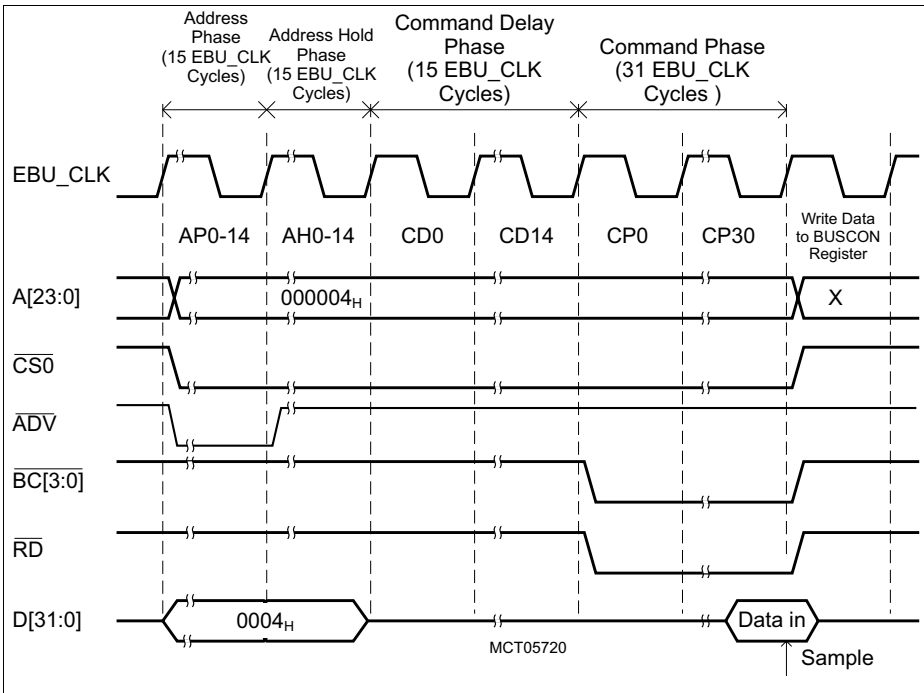 Address
Phase
(15 EBU_CLK
Cycles)
Address Hold
Phase
(15 EBU_CLK
Cycles)
Command Delay
Phase
(15 EBU_CLK
Cycles)
Command Phase
(31 EBU_CLK
Cycles )
EBU_CLK
AP0-14
AH0-14
CD0
CD14
CP0
CP30
Write Data
to BUSCON
Register
A[23:0]
000004H
X
CS0
ADV
BC[3:0]
RD
D[31:0]
0004H
Data in
MCT05720
Sample